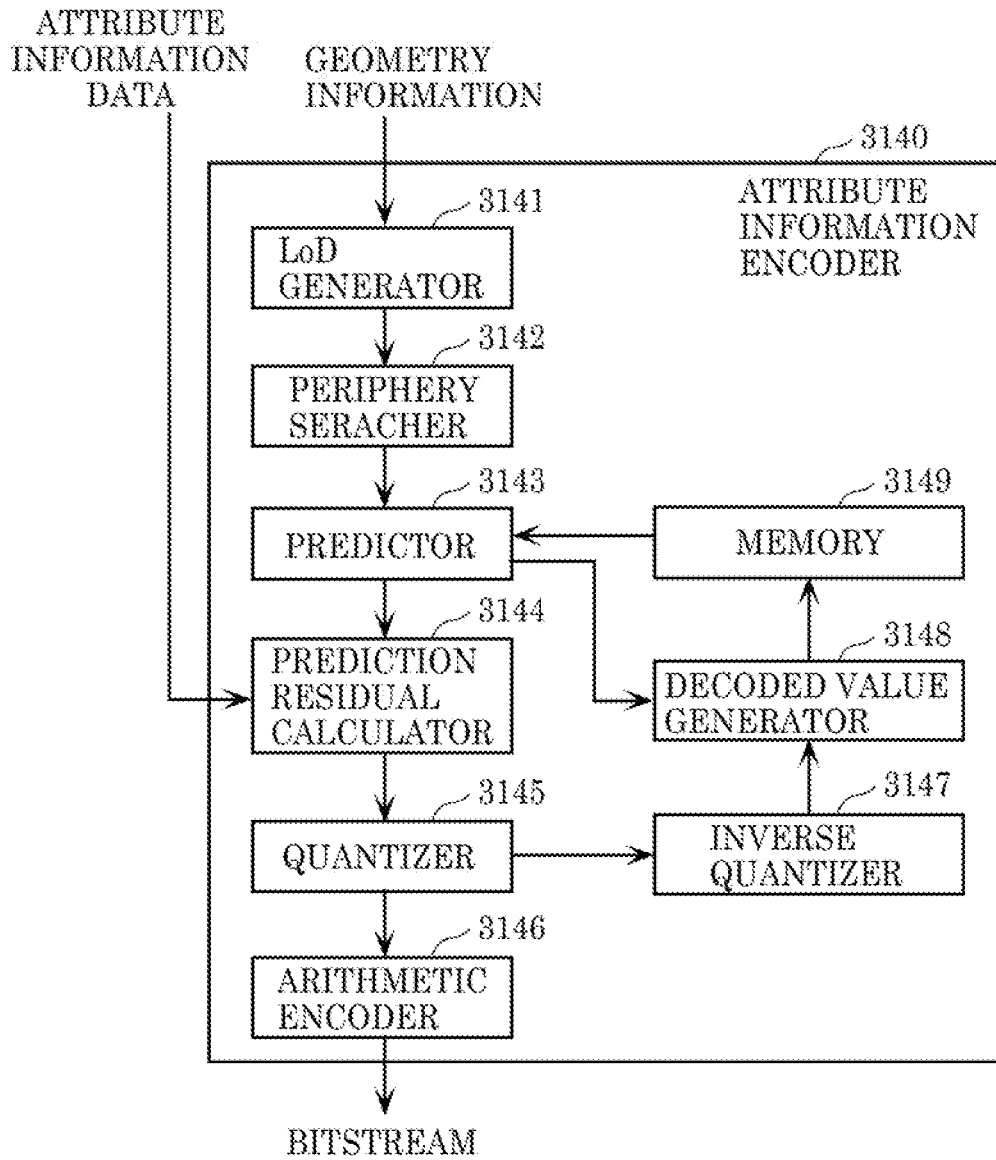 ATTRIBUTE
INFORMATION
DATA
GEOMETRY
INFORMATION
3140
ATTRIBUTE
INFORMATION
ENCODER
3141
LoD
GENERATOR
3142
PERIPHERY
SERACHER
3143
PREDICTOR
3149
MEMORY
3144
PREDICTION
RESIDUAL
CALCULATOR
3148
DECODED VALUE
GENERATOR
3145
QUANTIZER
3147
INVERSE
QUANTIZER
3146
ARITHMETIC
ENCODER
BITSTREAM